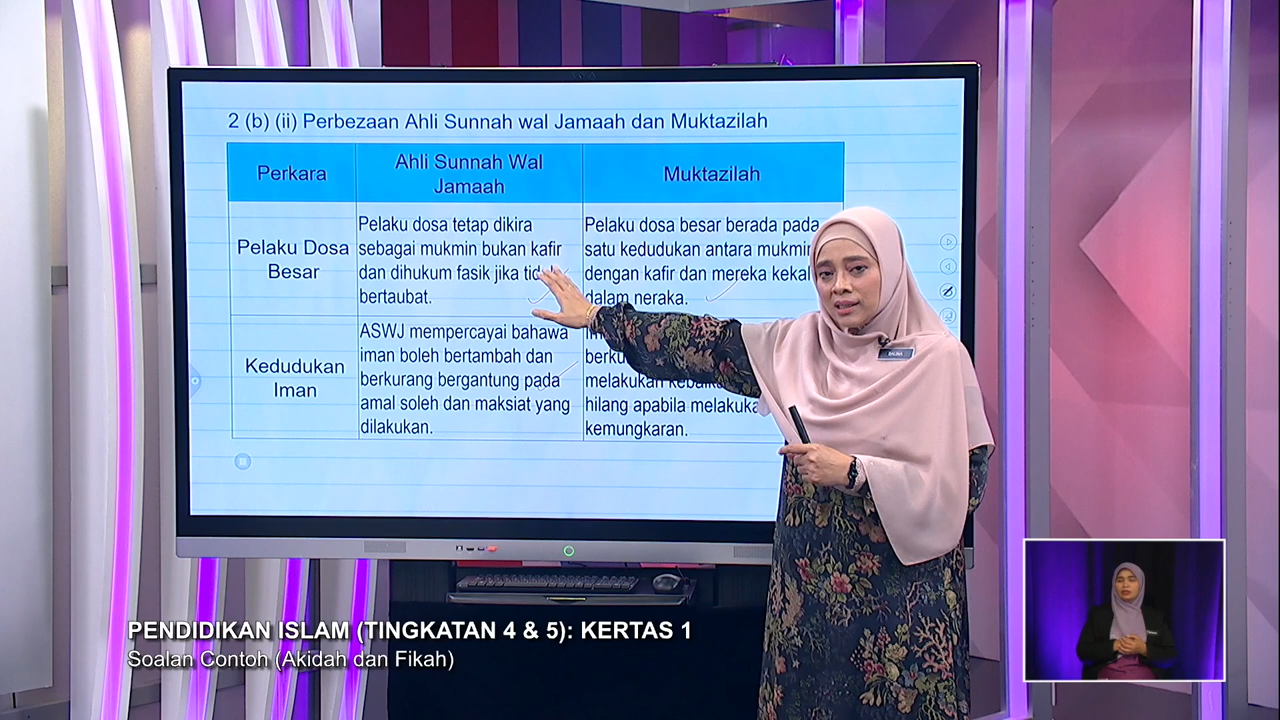 2 (b) (ii) Perbezaan Ahli Sunnah wal Jamaah dan Muktazilah
Perkara
Ahli Sunnah Wal
Jamaah
Muktazilah
Pelaku Dosa
Besar
Pelaku dosa tetap dikira
sebagai mukmin bukan kafir
dan dihukum fasik jika
bertaubat.
Pelaku dosa besar berada pada
satu kedudukan antara mukmin
dengan kafir dan mereka kekal
dalam neraka.
Kedudukan
Iman
ASWJ mempercayai bahawa
iman boleh bertambah dan
berkurang bergantung pada
amal soleh dan maksiat yang
dilakukan.
melakukan
hilang apabila
kemungkaran.
PENDIDIKAN ISLAM (TINGKATAN 4 & 5): KERTAS 1
Soalan Contoh (Akidah dan Fikah)